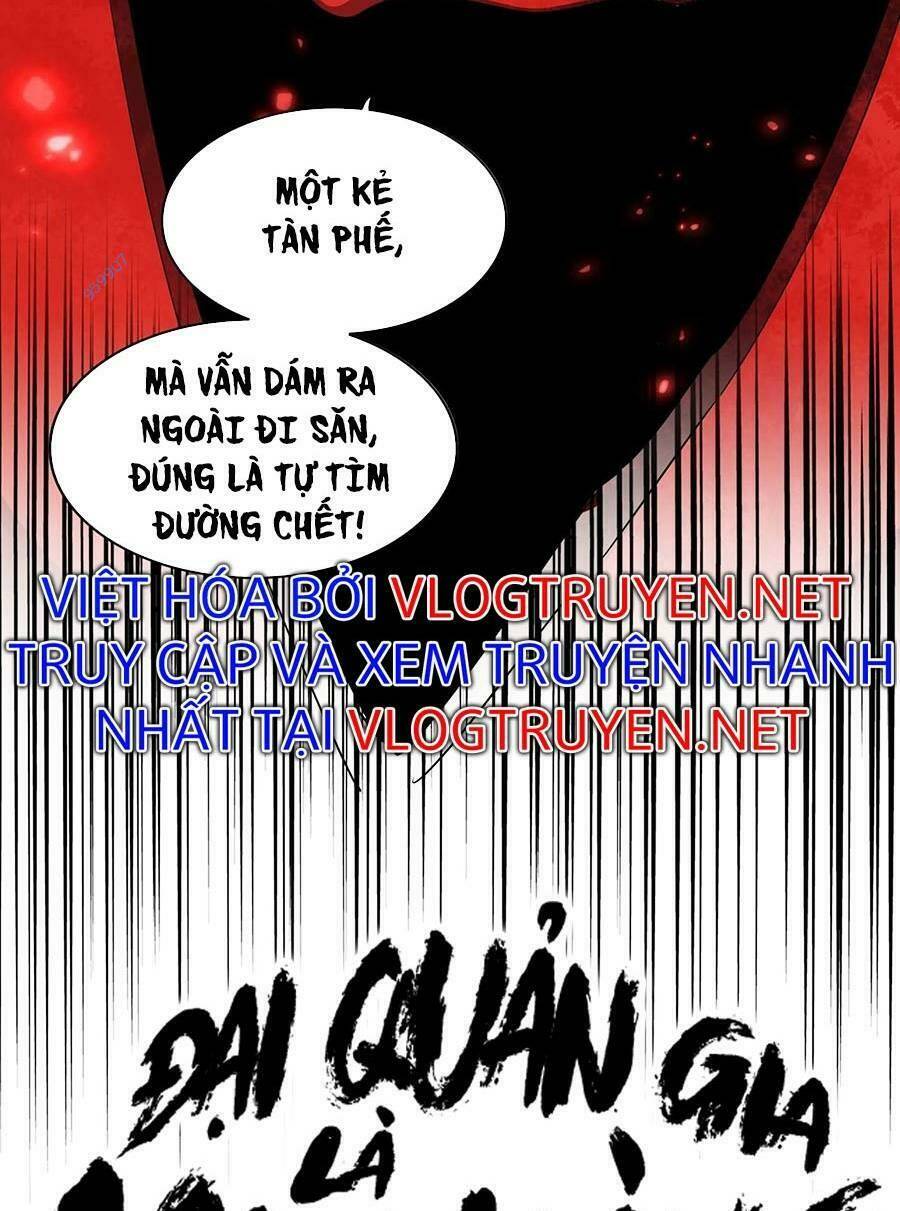 MỘT KẺ
TÀN PHẾ,
MÀ VẪN DÁM RA
NGOÀI ĐI SĂN,
ĐÚNG LÀ TỰ TÌM
ĐƯỜNG CHẾT!
959907
VIỆT HÓA BỞI VLOGTRUYEN.NET
TRUY CẬP VÀ XEM TRUYỆN NHANH
NHẤT TẠI VLOGTRUYEN.NET
ĐẠI QUẢN GIA
LÀ